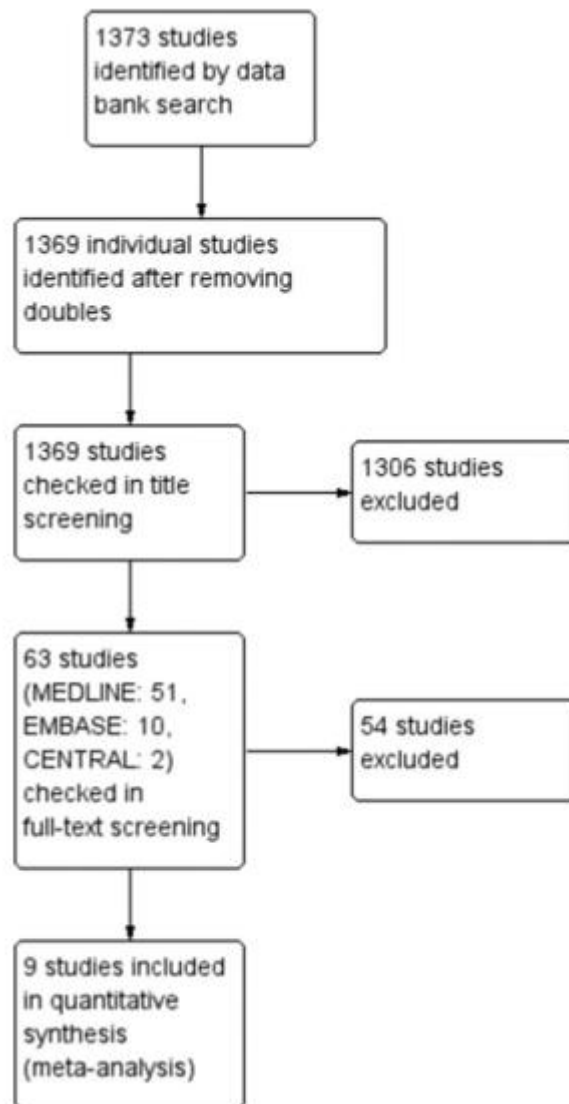 1373 studies
identified by data
bank search
1369 individual studies
identified after removing
doubles
1369 studies
checked in title
screening
1306 studies
excluded
63 studies
(MEDLINE: 51,
EMBASE: 10,
CENTRAL: 2)
checked in
full-text screening
54 studies
excluded
9 studies included
in quantitative
synthesis
(meta-analysis)